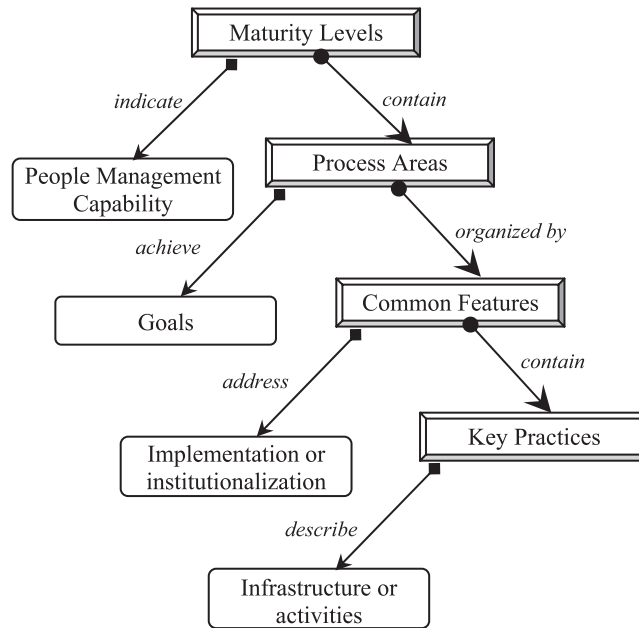 Maturity Levels
indicate
contain
People Management
Capability
Process Areas
achieve
organized by
Goals
Common Features
address
contain
Implementation or
institutionalization
Key Practices
describe
Infrastructure or
activities